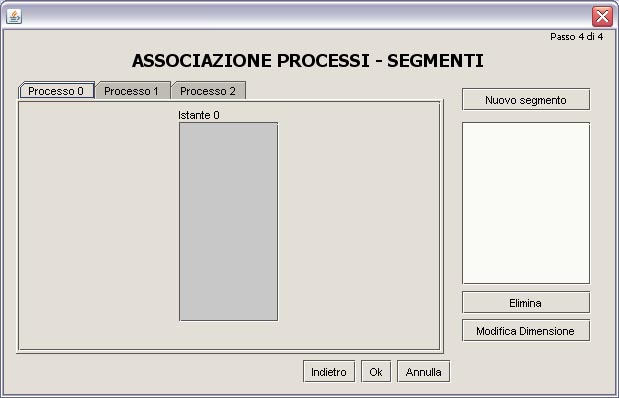 Passo 4 di 4
ASSOCIAZIONE PROCESSI - SEGMENTI
Processo 0
Processo 1
Processo 2
Nuovo segmento
Istante 0
Elimina
Modifica Dimensione
Indietro
Ok
Annulla